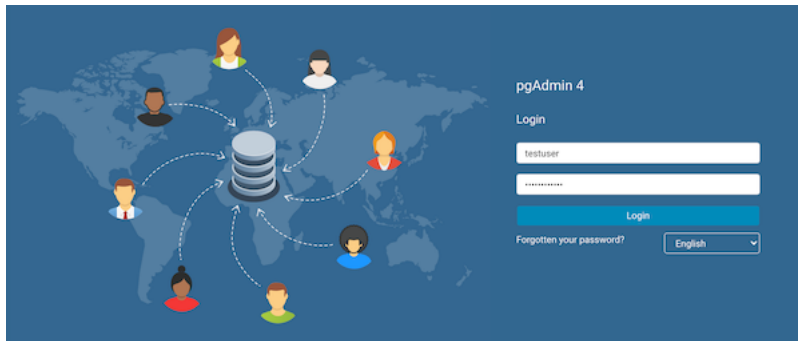 pgAdmin 4
Login
testuser
••••••••••••
Login
Forgotten your password?
English